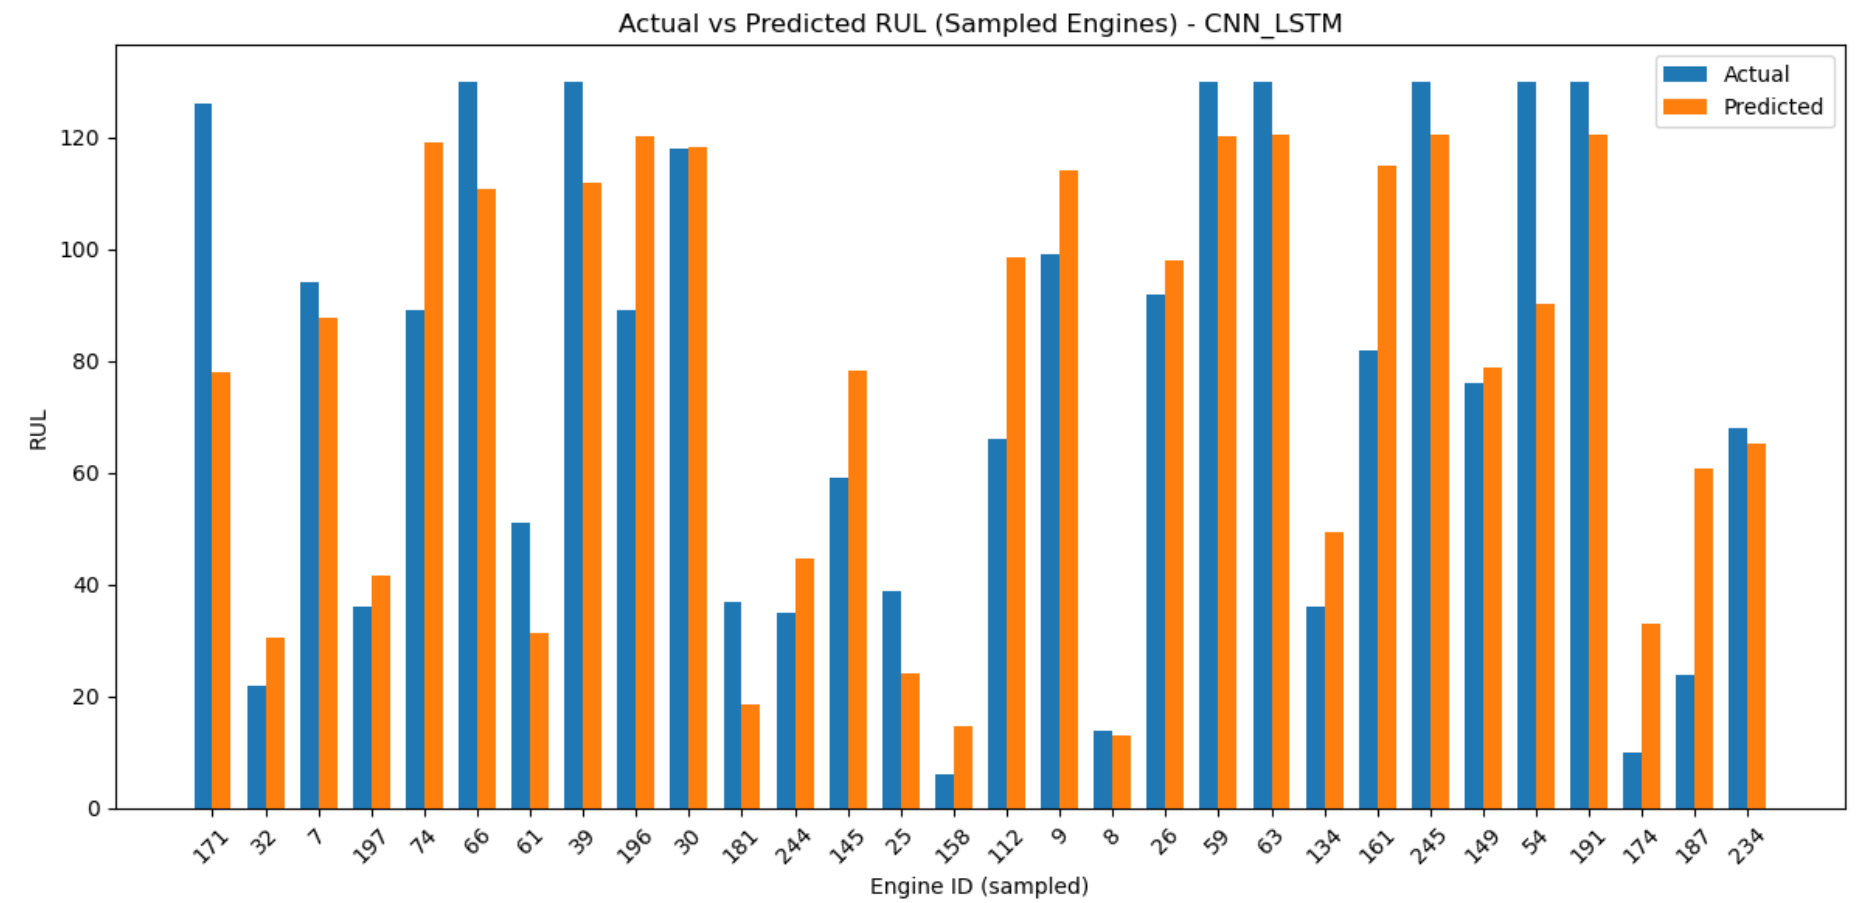 Actual vs Predicted RUL (Sampled Engines) - CNN_LSTM
Actual
Predicted
RUL
120
100
80
60
40
20
0
171 32 7 197 74 66 61 39 196 30 181 244 145 25 158 112 9 8 26 59 63 134 161 245 149 54 191 174 187 234
Engine ID (sampled)